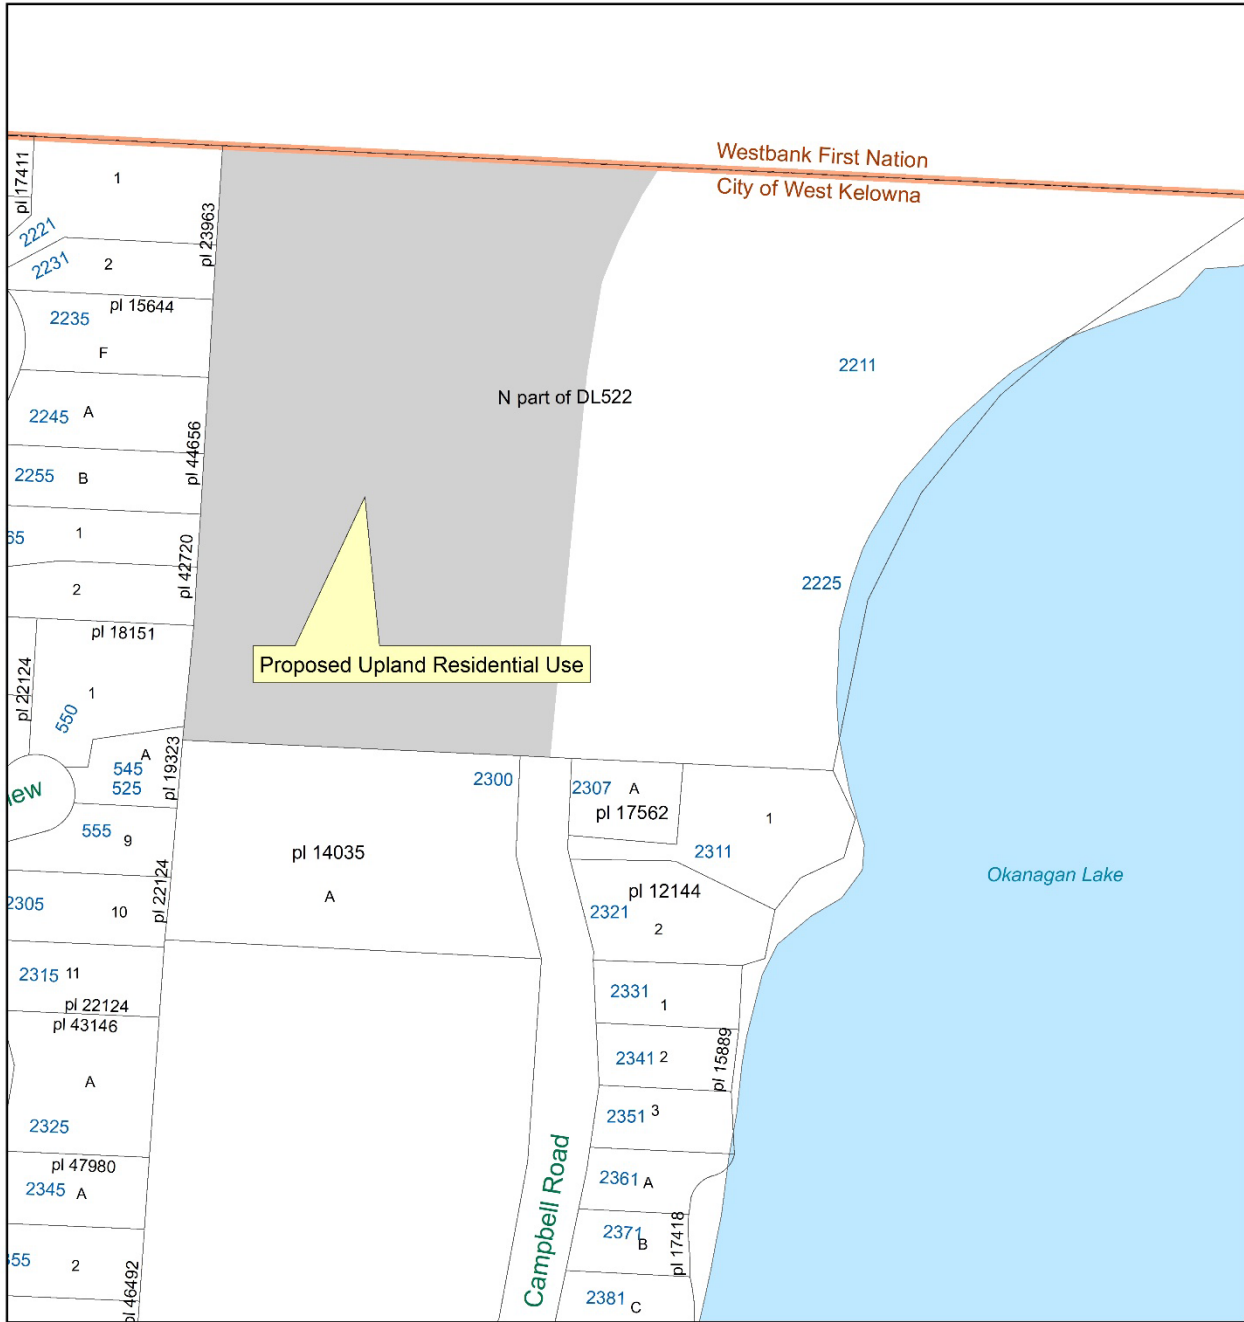 Westbank First Nation
City of West Kelowna
pl 17411
1
2221
pl 23963
2231
2
pl 15644
2235
F
2211
N part of DL522
2245
A
pl 44656
2255
B
65
1
pl 42720
2225
2
pl 18151
Proposed Upland Residential Use
pl 22124
1
550
A
545
525
pl 19323
2300
2307
A
pl 17562
iew
1
555
9
pl 14035
2311
Okanagan Lake
A
pl 22124
pl 12144
2305
10
2321
2
2315
11
pl 22124
pl 43146
2331
1
A
2341
2
pl 15889
2325
2351
3
pl 47980
2345
A
Campbell Road
2361
A
2371
B
pl 17418
355
2
pl 46492
2381
C